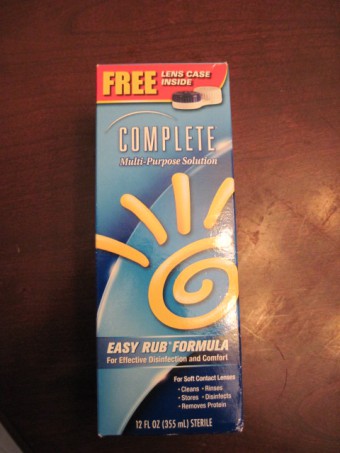 FREE LENS CASE
INSIDE
COMPLETE
Multi-Purpose Solution
EASY RUB* FORMULA
For Effective Disinfection and Comfort
For Soft Contact Lenses
• Cleans • Rinses
• Stores • Disinfects
• Removes Protein
12 FL OZ (355 mL) STERILE